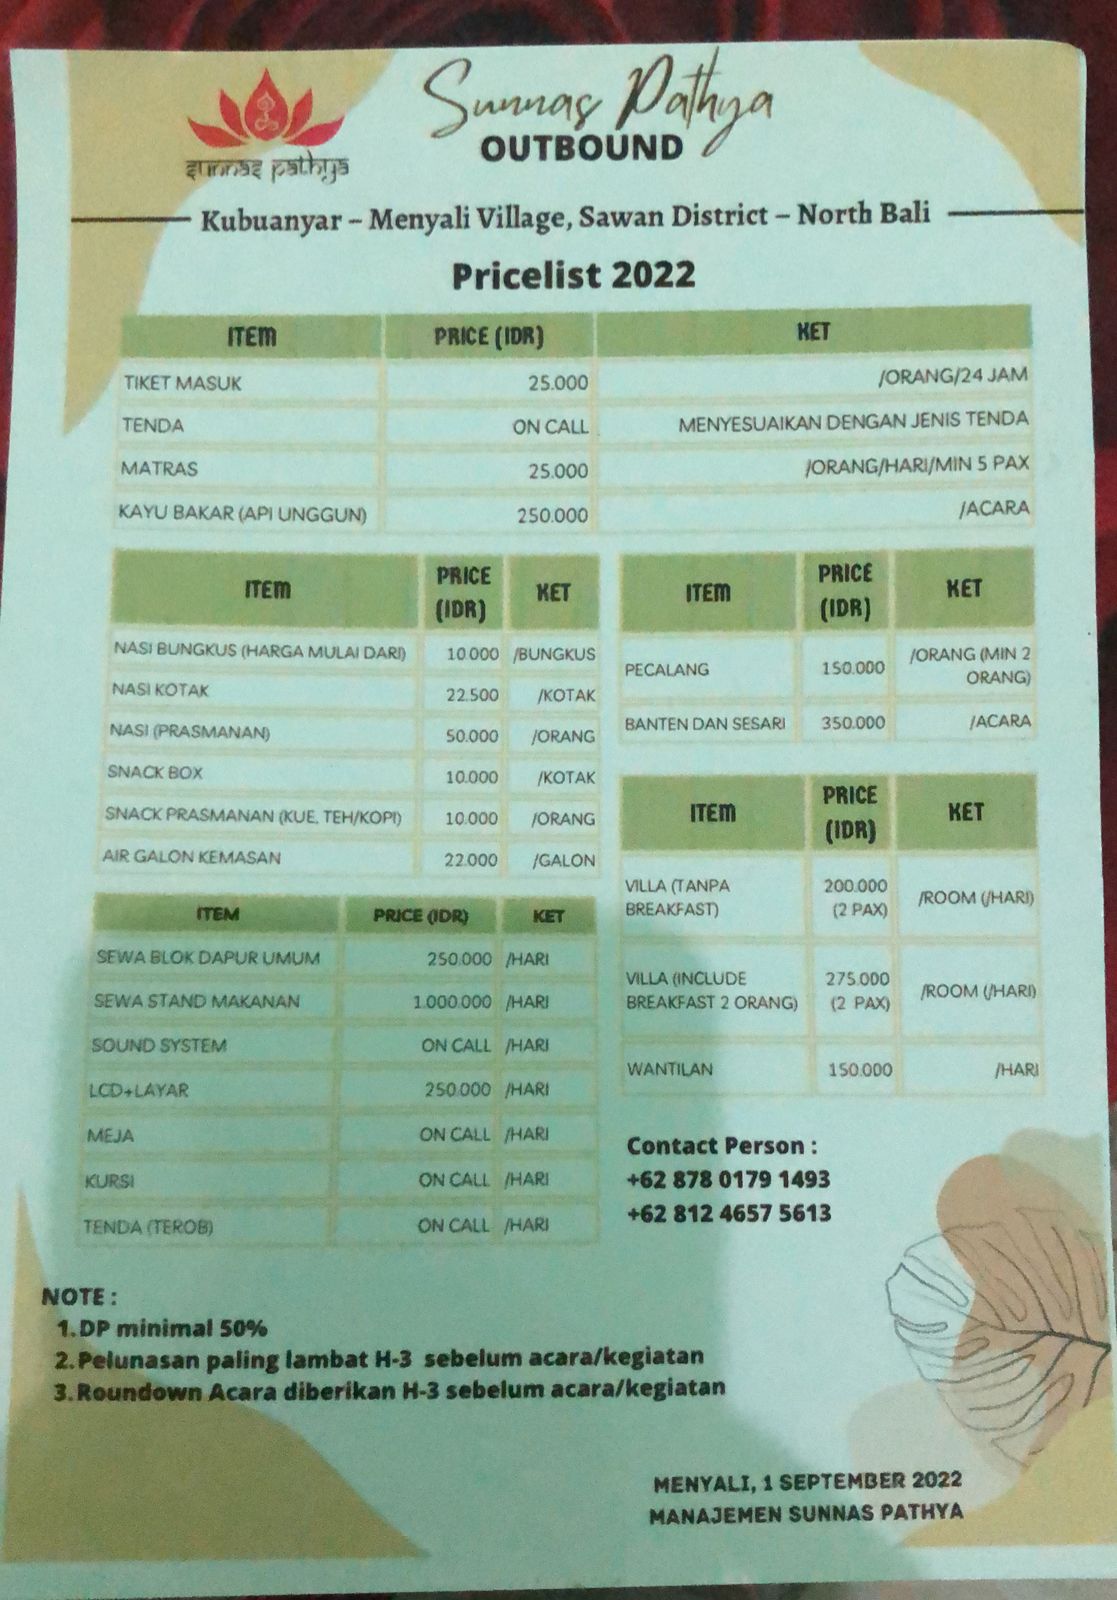 sunnas pathya
Sunnas Pathya
OUTBOUND
Kubuanyar – Menyali Village, Sawan District – North Bali
Pricelist 2022
ITEM PRICE (IDR) KET
TIKET MASUK 25.000 /ORANG/24 JAM
TENDA ON CALL MENYESUAIKAN DENGAN JENIS TENDA
MATRAS 25.000 /ORANG/HARI/MIN 5 PAX
KAYU BAKAR (API UNGGUN) 250.000 /ACARA
ITEM PRICE (IDR) KET
NASI BUNGKUS (HARGA MULAI DARI) 10.000 /BUNGKUS
NASI KOTAK 22.500 /KOTAK
NASI (PRASMANAN) 50.000 /ORANG
SNACK BOX 10.000 /KOTAK
SNACK PRASMANAN (KUE, TEH/KOPI) 10.000 /ORANG
AIR GALON KEMASAN 22.000 /GALON
ITEM PRICE (IDR) KET
SEWA BLOK DAPUR UMUM 250.000 /HARI
SEWA STAND MAKANAN 1.000.000 /HARI
SOUND SYSTEM ON CALL /HARI
LCD+LAYAR 250.000 /HARI
MEJA ON CALL /HARI
KURSI ON CALL /HARI
TENDA (TEROB) ON CALL /HARI
ITEM PRICE (IDR) KET
PECALANG 150.000 /ORANG (MIN 2 ORANG)
BANTEN DAN SESARI 350.000 /ACARA
ITEM PRICE (IDR) KET
VILLA (TANPA BREAKFAST) 200.000 (2 PAX) /ROOM (/HARI)
VILLA (INCLUDE BREAKFAST 2 ORANG) 275.000 (2 PAX) /ROOM (/HARI)
WANTILAN 150.000 /HARI
Contact Person :
+62 878 0179 1493
+62 812 4657 5613
NOTE :
1. DP minimal 50%
2. Pelunasan paling lambat H-3 sebelum acara/kegiatan
3. Roundown Acara diberikan H-3 sebelum acara/kegiatan
MENYALI, 1 SEPTEMBER 2022
MANAJEMEN SUNNAS PATHYA